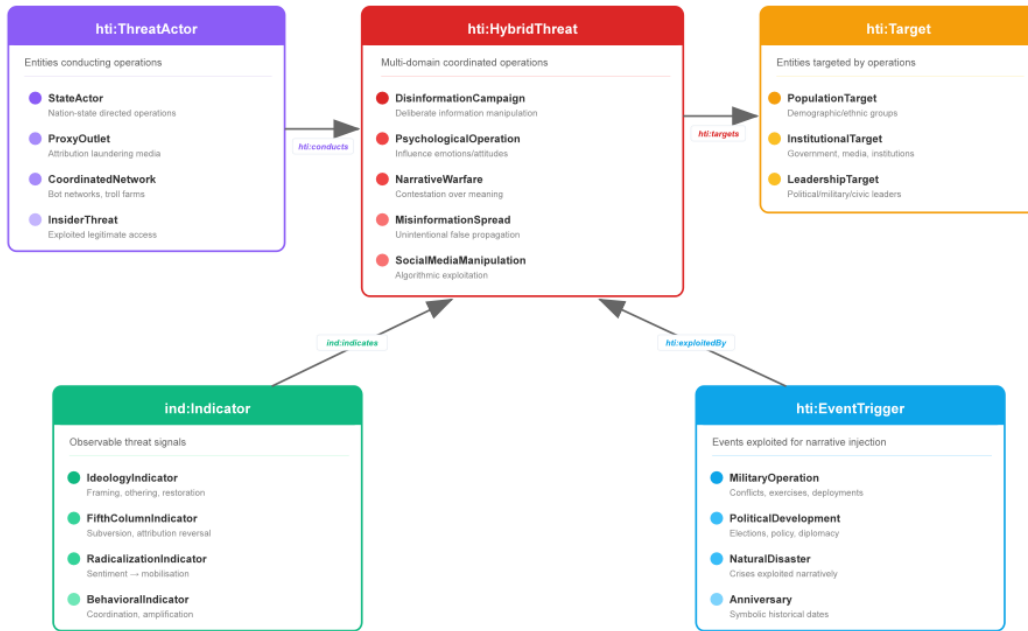 hti:ThreatActor
Entities conducting operations
StateActor
Nation-state directed operations
ProxyOutlet
Attribution laundering media
CoordinatedNetwork
Bot networks, troll farms
InsiderThreat
Exploited legitimate access
hti:conducts
hti:HybridThreat
Multi-domain coordinated operations
DisinformationCampaign
Deliberate information manipulation
PsychologicalOperation
Influence emotions/attitudes
NarrativeWarfare
Contestation over meaning
MisinformationSpread
Unintentional false propagation
SocialMediaManipulation
Algorithmic exploitation
hti:targets
hti:Target
Entities targeted by operations
PopulationTarget
Demographic/ethnic groups
InstitutionalTarget
Government, media, institutions
LeadershipTarget
Political/military/civic leaders
ind:indicates
hti:exploitedBy
ind:Indicator
Observable threat signals
IdeologyIndicator
Framing, othering, restoration
FifthColumnIndicator
Subversion, attribution reversal
RadicalizationIndicator
Sentiment → mobilisation
BehavioralIndicator
Coordination, amplification
hti:EventTrigger
Events exploited for narrative injection
MilitaryOperation
Conflicts, exercises, deployments
PoliticalDevelopment
Elections, policy, diplomacy
NaturalDisaster
Crises exploited narratively
Anniversary
Symbolic historical dates